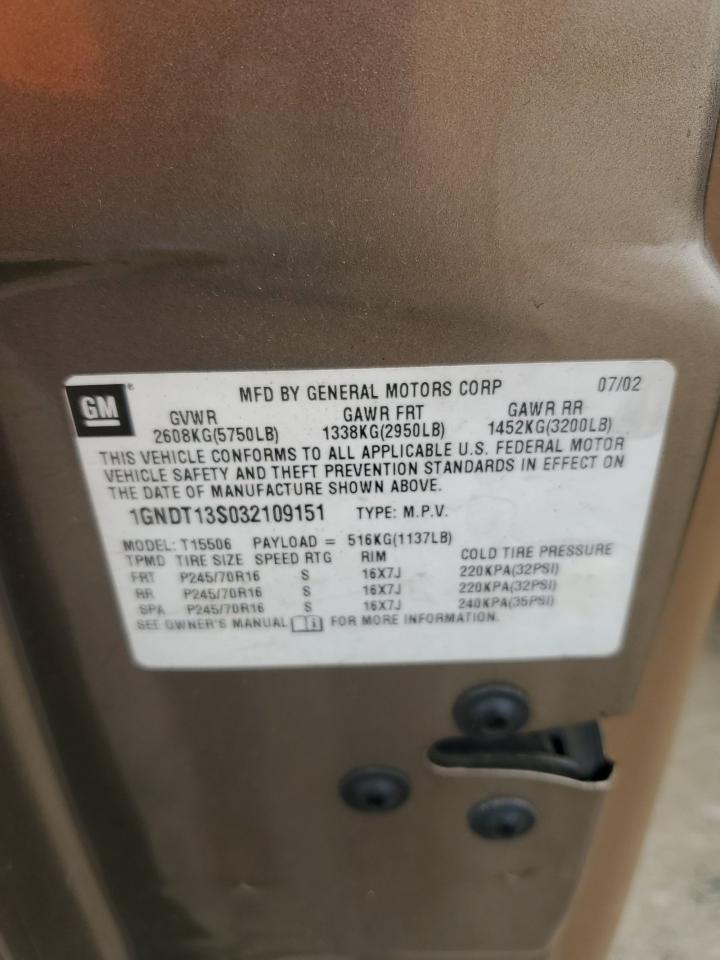 GM®
MFD BY GENERAL MOTORS CORP 07/02
GVWR GAWR FRT GAWR RR
2608KG(5750LB) 1338KG(2950LB) 1452KG(3200LB)
THIS VEHICLE CONFORMS TO ALL APPLICABLE U.S. FEDERAL MOTOR
VEHICLE SAFETY AND THEFT PREVENTION STANDARDS IN EFFECT ON
THE DATE OF MANUFACTURE SHOWN ABOVE.
1GNDT13S032109151 TYPE: M.P.V.
MODEL: T15506 PAYLOAD = 516KG(1137LB)
TPMD TIRE SIZE SPEED RTG RIM COLD TIRE PRESSURE
FRT P245/70R16 S 16X7J 220KPA(32PSI)
RR P245/70R16 S 16X7J 220KPA(32PSI)
SPA P245/70R16 S 16X7J 240KPA(35PSI)
SEE OWNER'S MANUAL i FOR MORE INFORMATION.